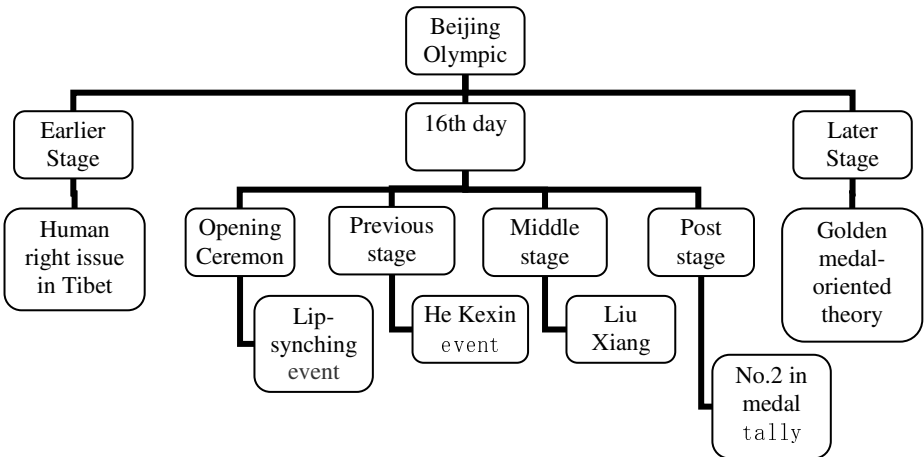 Beijing
Olympic
Earlier
Stage
16th day
Later
Stage
Human
right issue
in Tibet
Opening
Ceremon
Previous
stage
Middle
stage
Post
stage
Golden
medal-
oriented
theory
Lip-
synching
event
He Kexin
event
Liu
Xiang
No.2 in
medal
tally